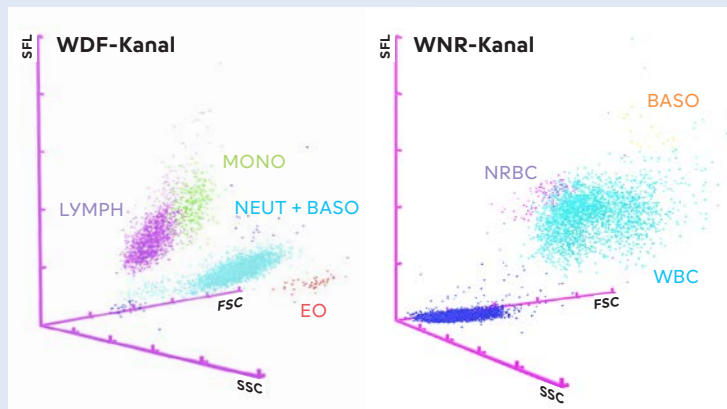 SFL
WDF-Kanal
MONO
LYMPH
NEUT + BASO
FSC
EO
SSC
SFL
WNR-Kanal
BASO
NRBC
WBC
FSC
SSC